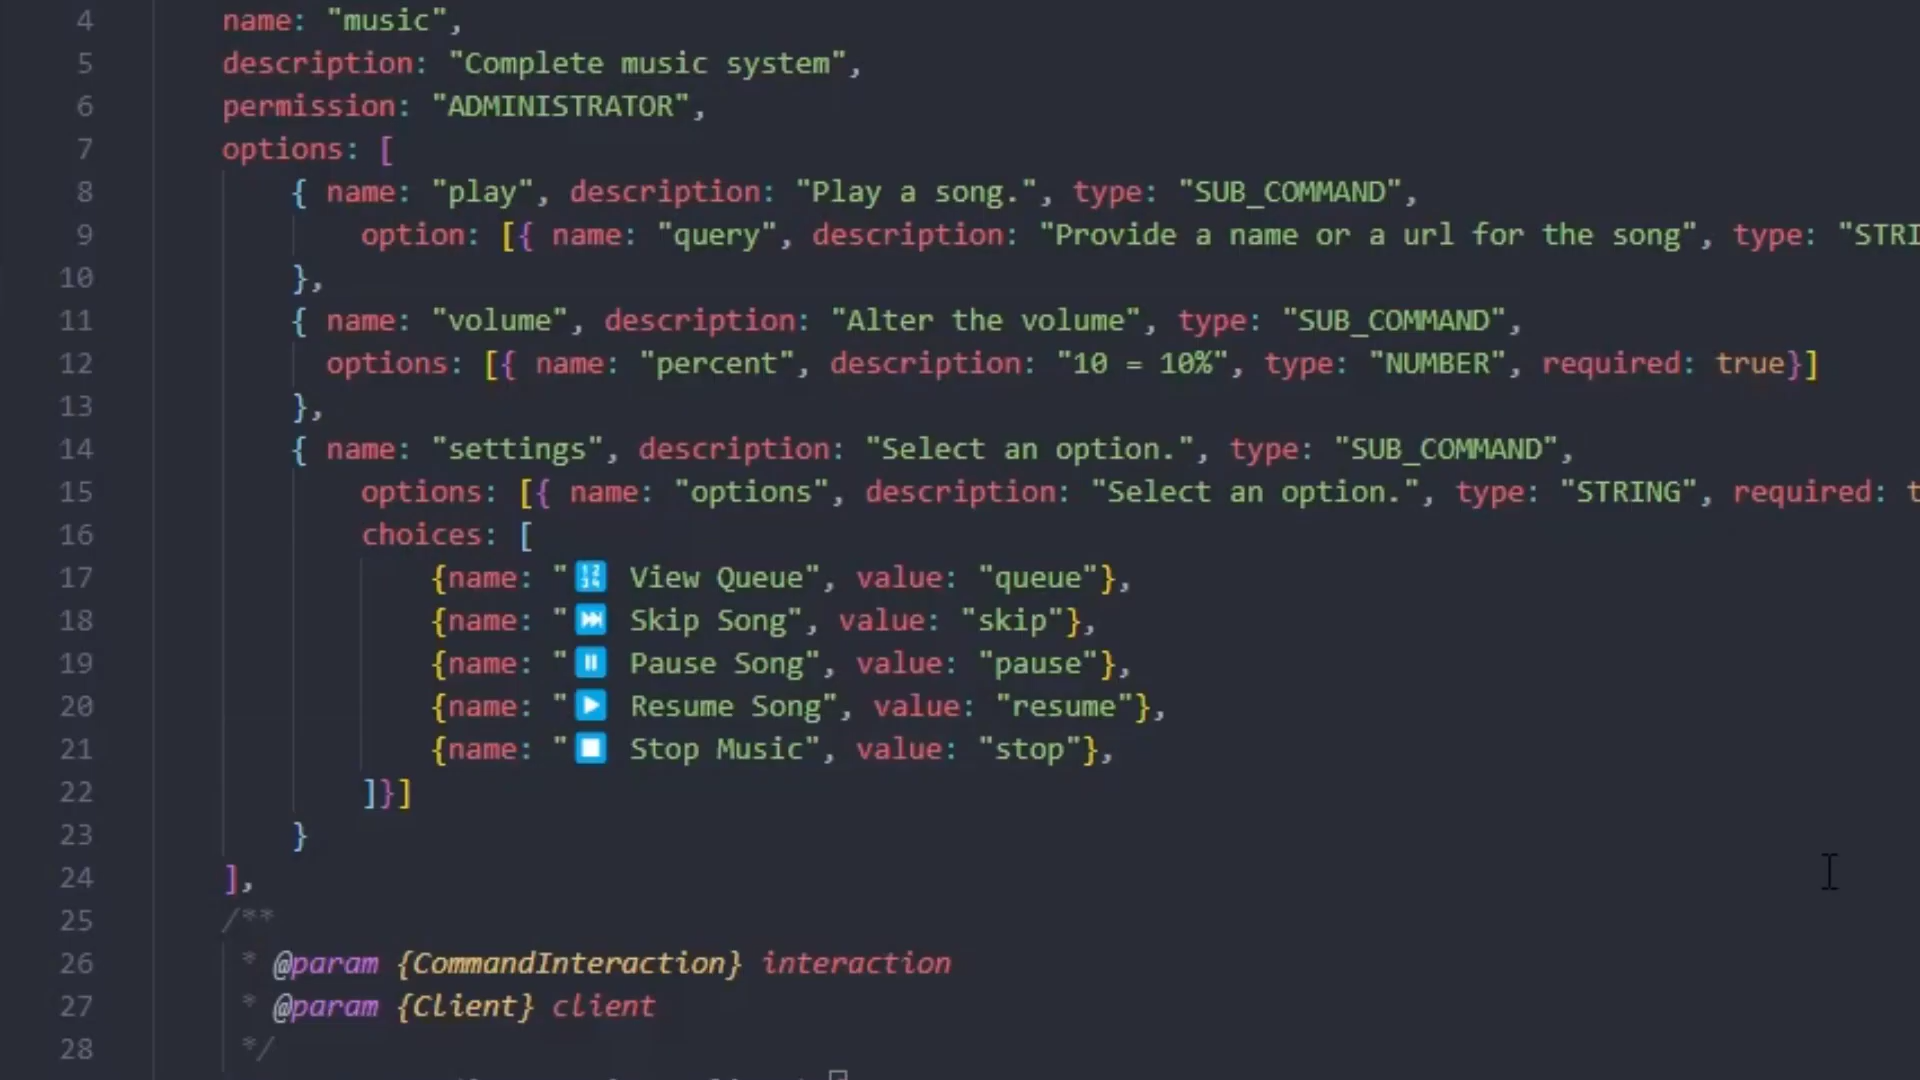 4 name: "music",
5 description: "Complete music system",
6 permission: "ADMINISTRATOR",
7 options: [
8 { name: "play", description: "Play a song.", type: "SUB_COMMAND",
9 option: [{ name: "query", description: "Provide a name or a url for the song", type: "STRI
10 },
11 { name: "volume", description: "Alter the volume", type: "SUB_COMMAND",
12 options: [{ name: "percent", description: "10 = 10%", type: "NUMBER", required: true}]
13 },
14 { name: "settings", description: "Select an option.", type: "SUB_COMMAND",
15 options: [{ name: "options", description: "Select an option.", type: "STRING", required: t
16 choices: [
17 {name: "🔢 View Queue", value: "queue"},
18 {name: "⏭ Skip Song", value: "skip"},
19 {name: "⏸ Pause Song", value: "pause"},
20 {name: "▶ Resume Song", value: "resume"},
21 {name: "⏹ Stop Music", value: "stop"},
22 ]}]
23 }
24 ],
25 /**
26 * @param {CommandInteraction} interaction
27 * @param {Client} client
28 */